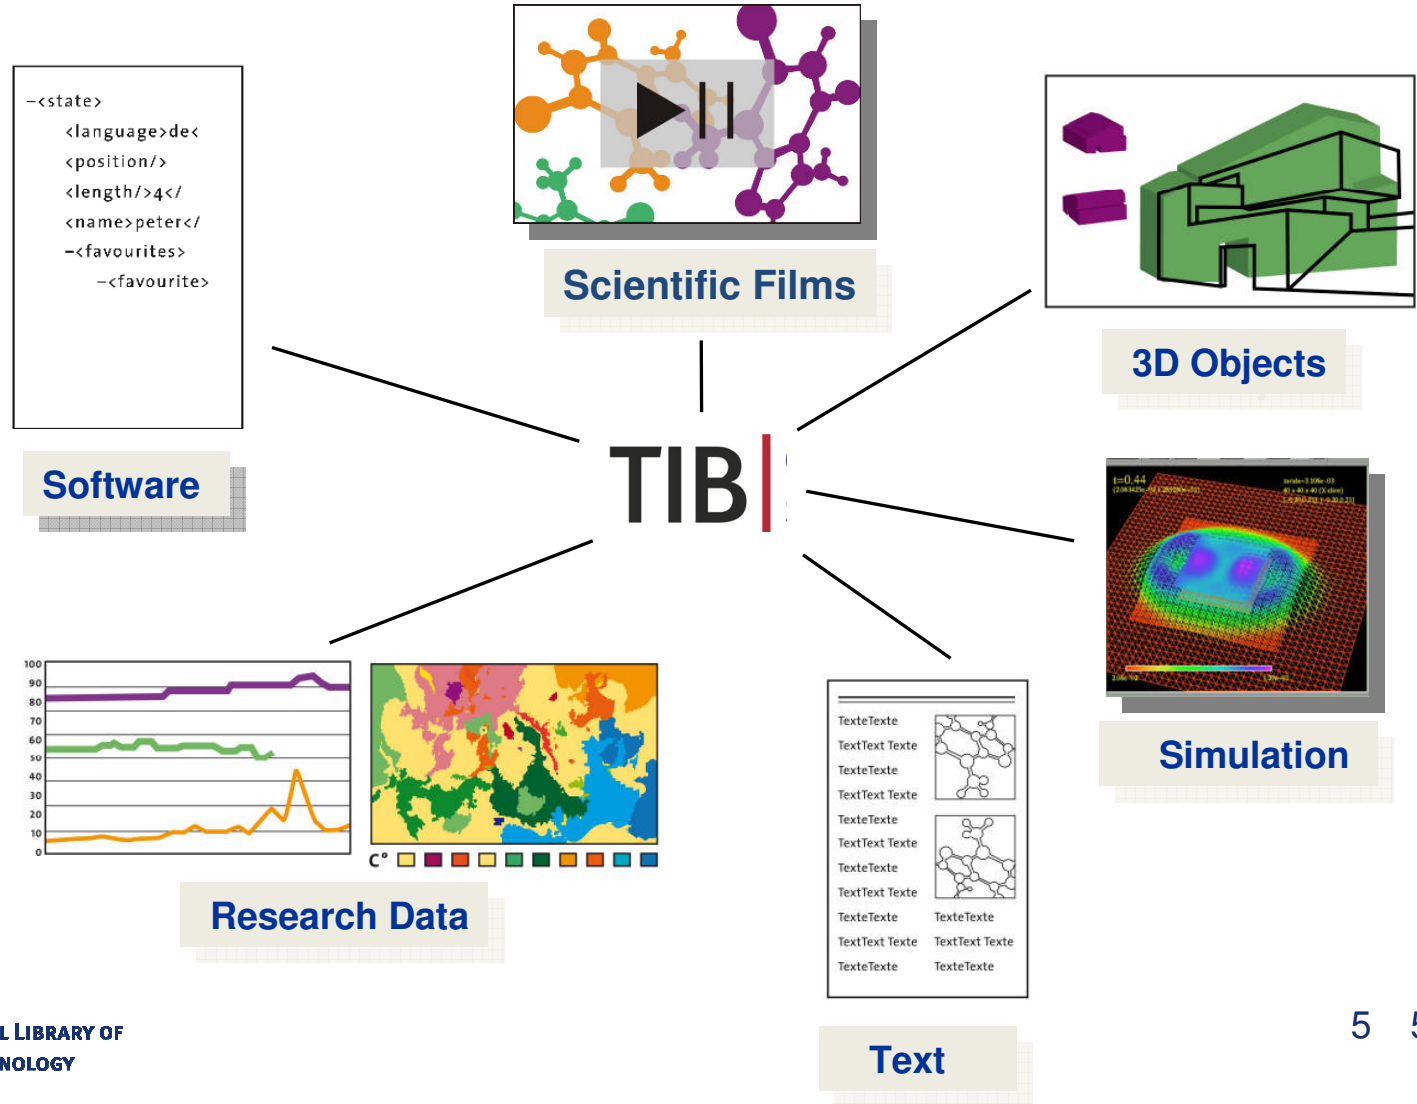 Scientific Films
–<state>
<language>de<
<position/>
<length/>4</
<name>peter</
–<favourites>
–<favourite>
Software
3D Objects
TIB
t=0.44
Simulation
100
90
80
70
60
50
40
30
20
10
0
C°
Research Data
TexteTexte
TextText Texte
TexteTexte
TextText Texte
TexteTexte
TextText Texte
TexteTexte
TextText Texte
TexteTexte TexteTexte
TextText Texte TextText Texte
TexteTexte TexteTexte
Text
L LIBRARY OF
NOLOGY
5 5